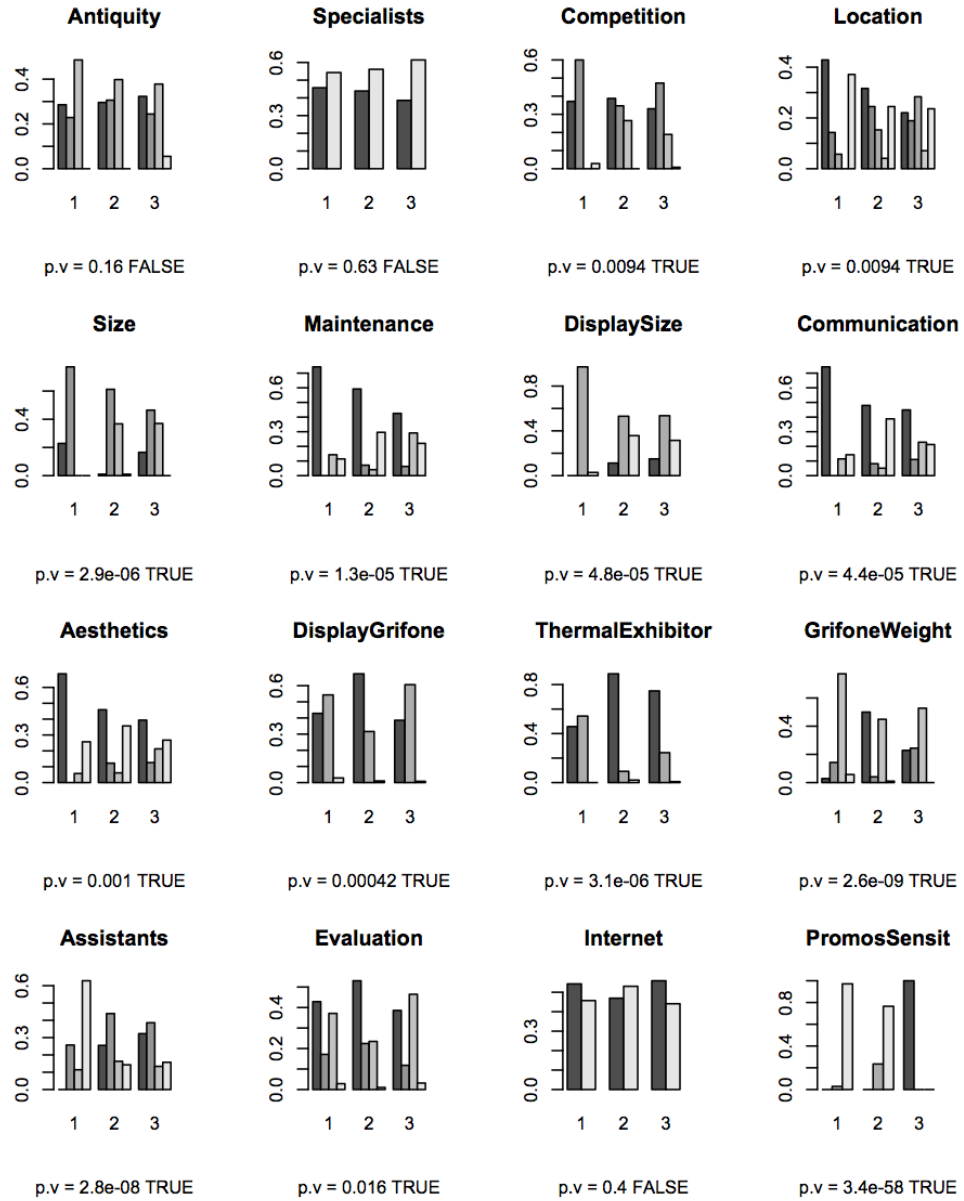 Antiquity Specialists Competition Location
0.0 0.4 0.0 0.3 0.6 0.0 0.3 0.6 0.0 0.2 0.4
1 2 3 1 2 3 1 2 3 1 2 3
p.v = 0.16 FALSE p.v = 0.63 FALSE p.v = 0.0094 TRUE p.v = 0.0094 TRUE
Size Maintenance DisplaySize Communication
0.0 0.4 0.0 0.3 0.6 0.0 0.4 0.8 0.0 0.3 0.6
1 2 3 1 2 3 1 2 3 1 2 3
p.v = 2.9e-06 TRUE p.v = 1.3e-05 TRUE p.v = 4.8e-05 TRUE p.v = 4.4e-05 TRUE
Aesthetics DisplayGrifone ThermalExhibitor GrifoneWeight
0.0 0.3 0.6 0.0 0.3 0.6 0.0 0.4 0.8 0.0 0.4
1 2 3 1 2 3 1 2 3 1 2 3
p.v = 0.001 TRUE p.v = 0.00042 TRUE p.v = 3.1e-06 TRUE p.v = 2.6e-09 TRUE
Assistants Evaluation Internet PromosSensit
0.0 0.3 0.6 0.0 0.2 0.4 0.0 0.3 0.0 0.4 0.8
1 2 3 1 2 3 1 2 3 1 2 3
p.v = 2.8e-08 TRUE p.v = 0.016 TRUE p.v = 0.4 FALSE p.v = 3.4e-58 TRUE